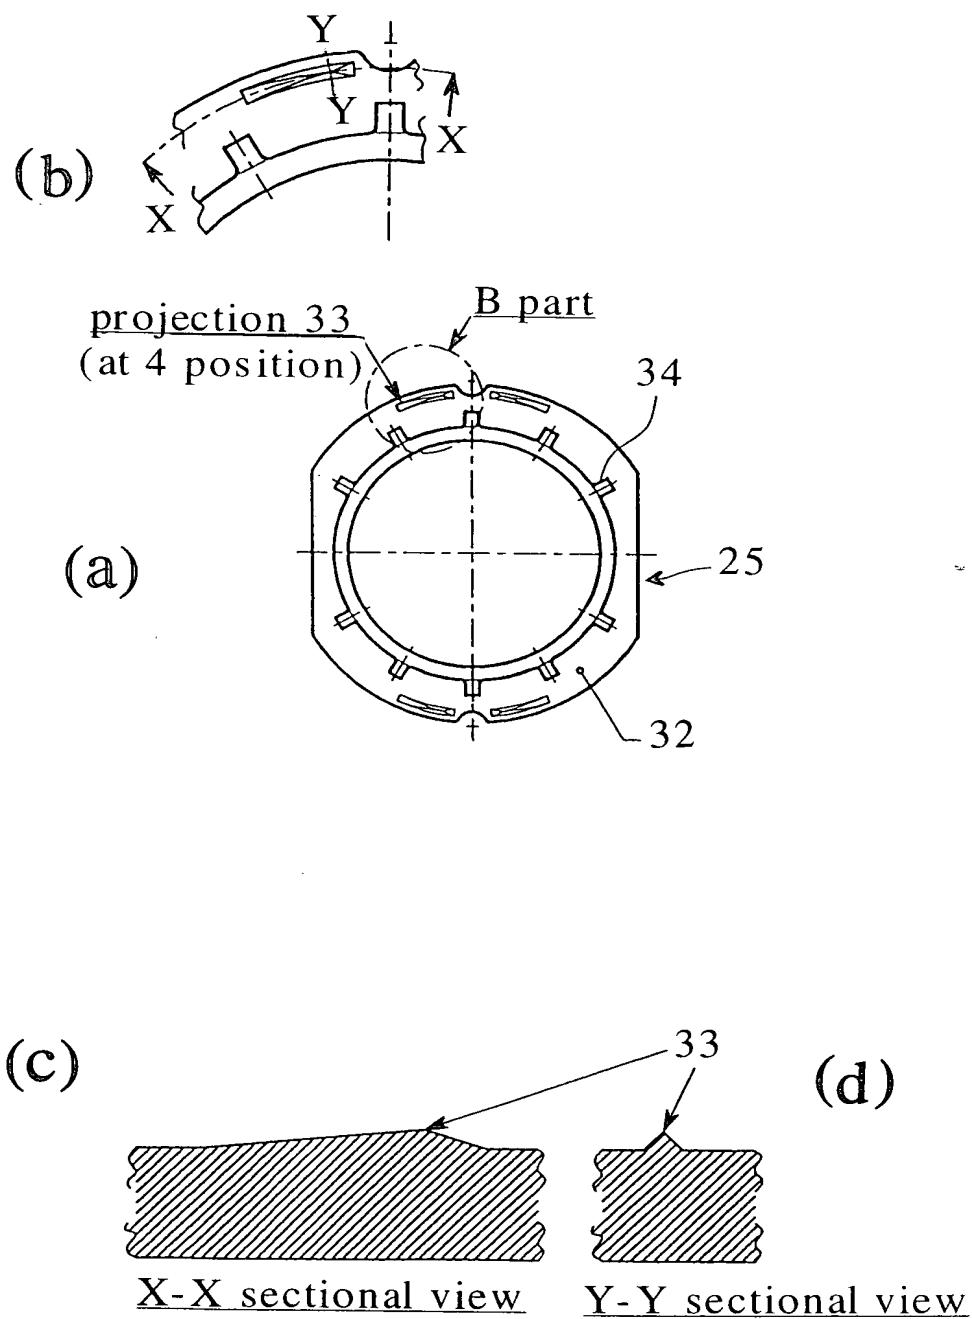 Y
Y
X
X
(b)
B part
projection 33
(at 4 position)
34
(a)
25
32
(c)
33
(d)
X-X sectional view
Y-Y sectional view